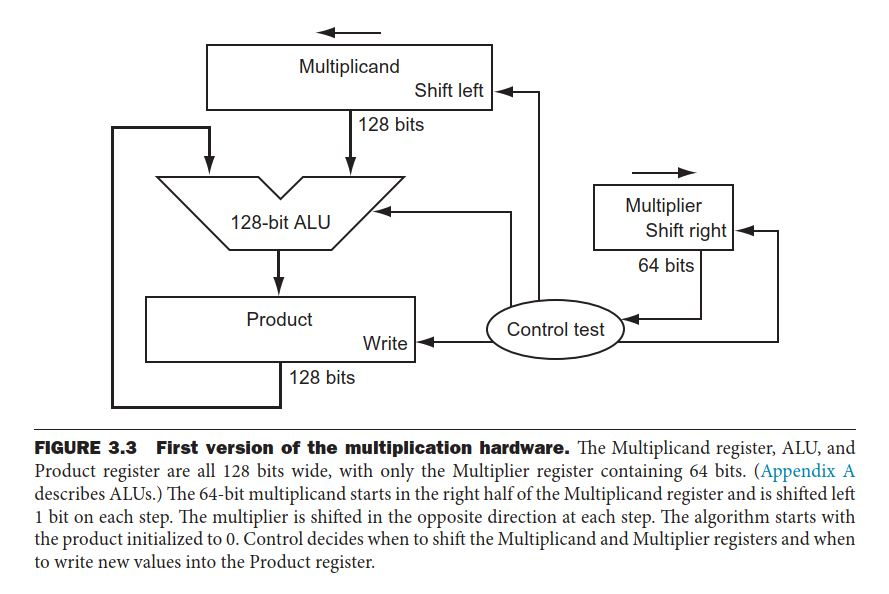 Multiplicand
Shift left
128 bits
128-bit ALU
Multiplier
Shift right
64 bits
Product
Write
Control test
128 bits
FIGURE 3.3 First version of the multiplication hardware. The Multiplicand register, ALU, and
Product register are all 128 bits wide, with only the Multiplier register containing 64 bits. (Appendix A
describes ALUs.) The 64-bit multiplicand starts in the right half of the Multiplicand register and is shifted left
1 bit on each step. The multiplier is shifted in the opposite direction at each step. The algorithm starts with
the product initialized to 0. Control decides when to shift the Multiplicand and Multiplier registers and when
to write new values into the Product register.